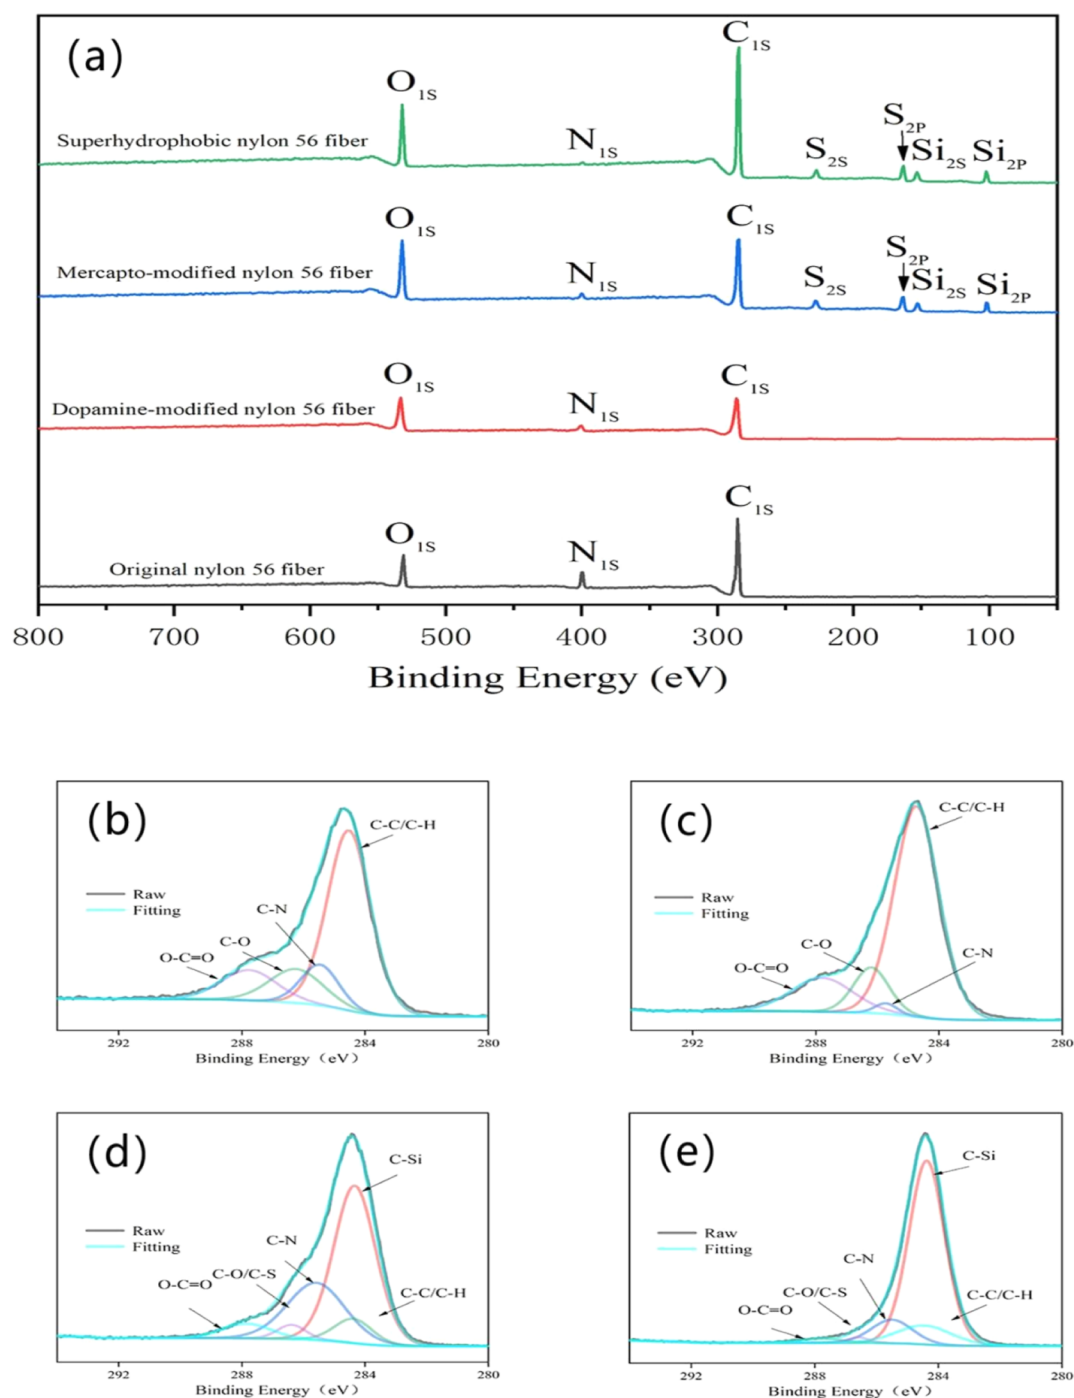 (a)
C1S
O1S
S2P
Superhydrophobic nylon 56 fiber
N1S
S2S
Si2S
Si2P
O1S
C1S
S2P
Mercapto-modified nylon 56 fiber
N1S
S2S
Si2S
Si2P
O1S
C1S
Dopamine-modified nylon 56 fiber
N1S
C1S
O1S
N1S
Original nylon 56 fiber
800 700 600 500 400 300 200 100
Binding Energy (eV)
(b)
C-C/C-H
Raw
Fitting
C-N
C-O
O-C=O
292 288 284 280
Binding Energy (eV)
(c)
C-C/C-H
Raw
Fitting
C-O
C-N
O-C=O
292 288 284 280
Binding Energy (eV)
(d)
C-Si
Raw
Fitting
C-N
C-O/C-S
O-C=O
C-C/C-H
292 288 284 280
Binding Energy (eV)
(e)
C-Si
Raw
Fitting
C-N
C-O/C-S
C-C/C-H
O-C=O
292 288 284 280
Binding Energy (eV)